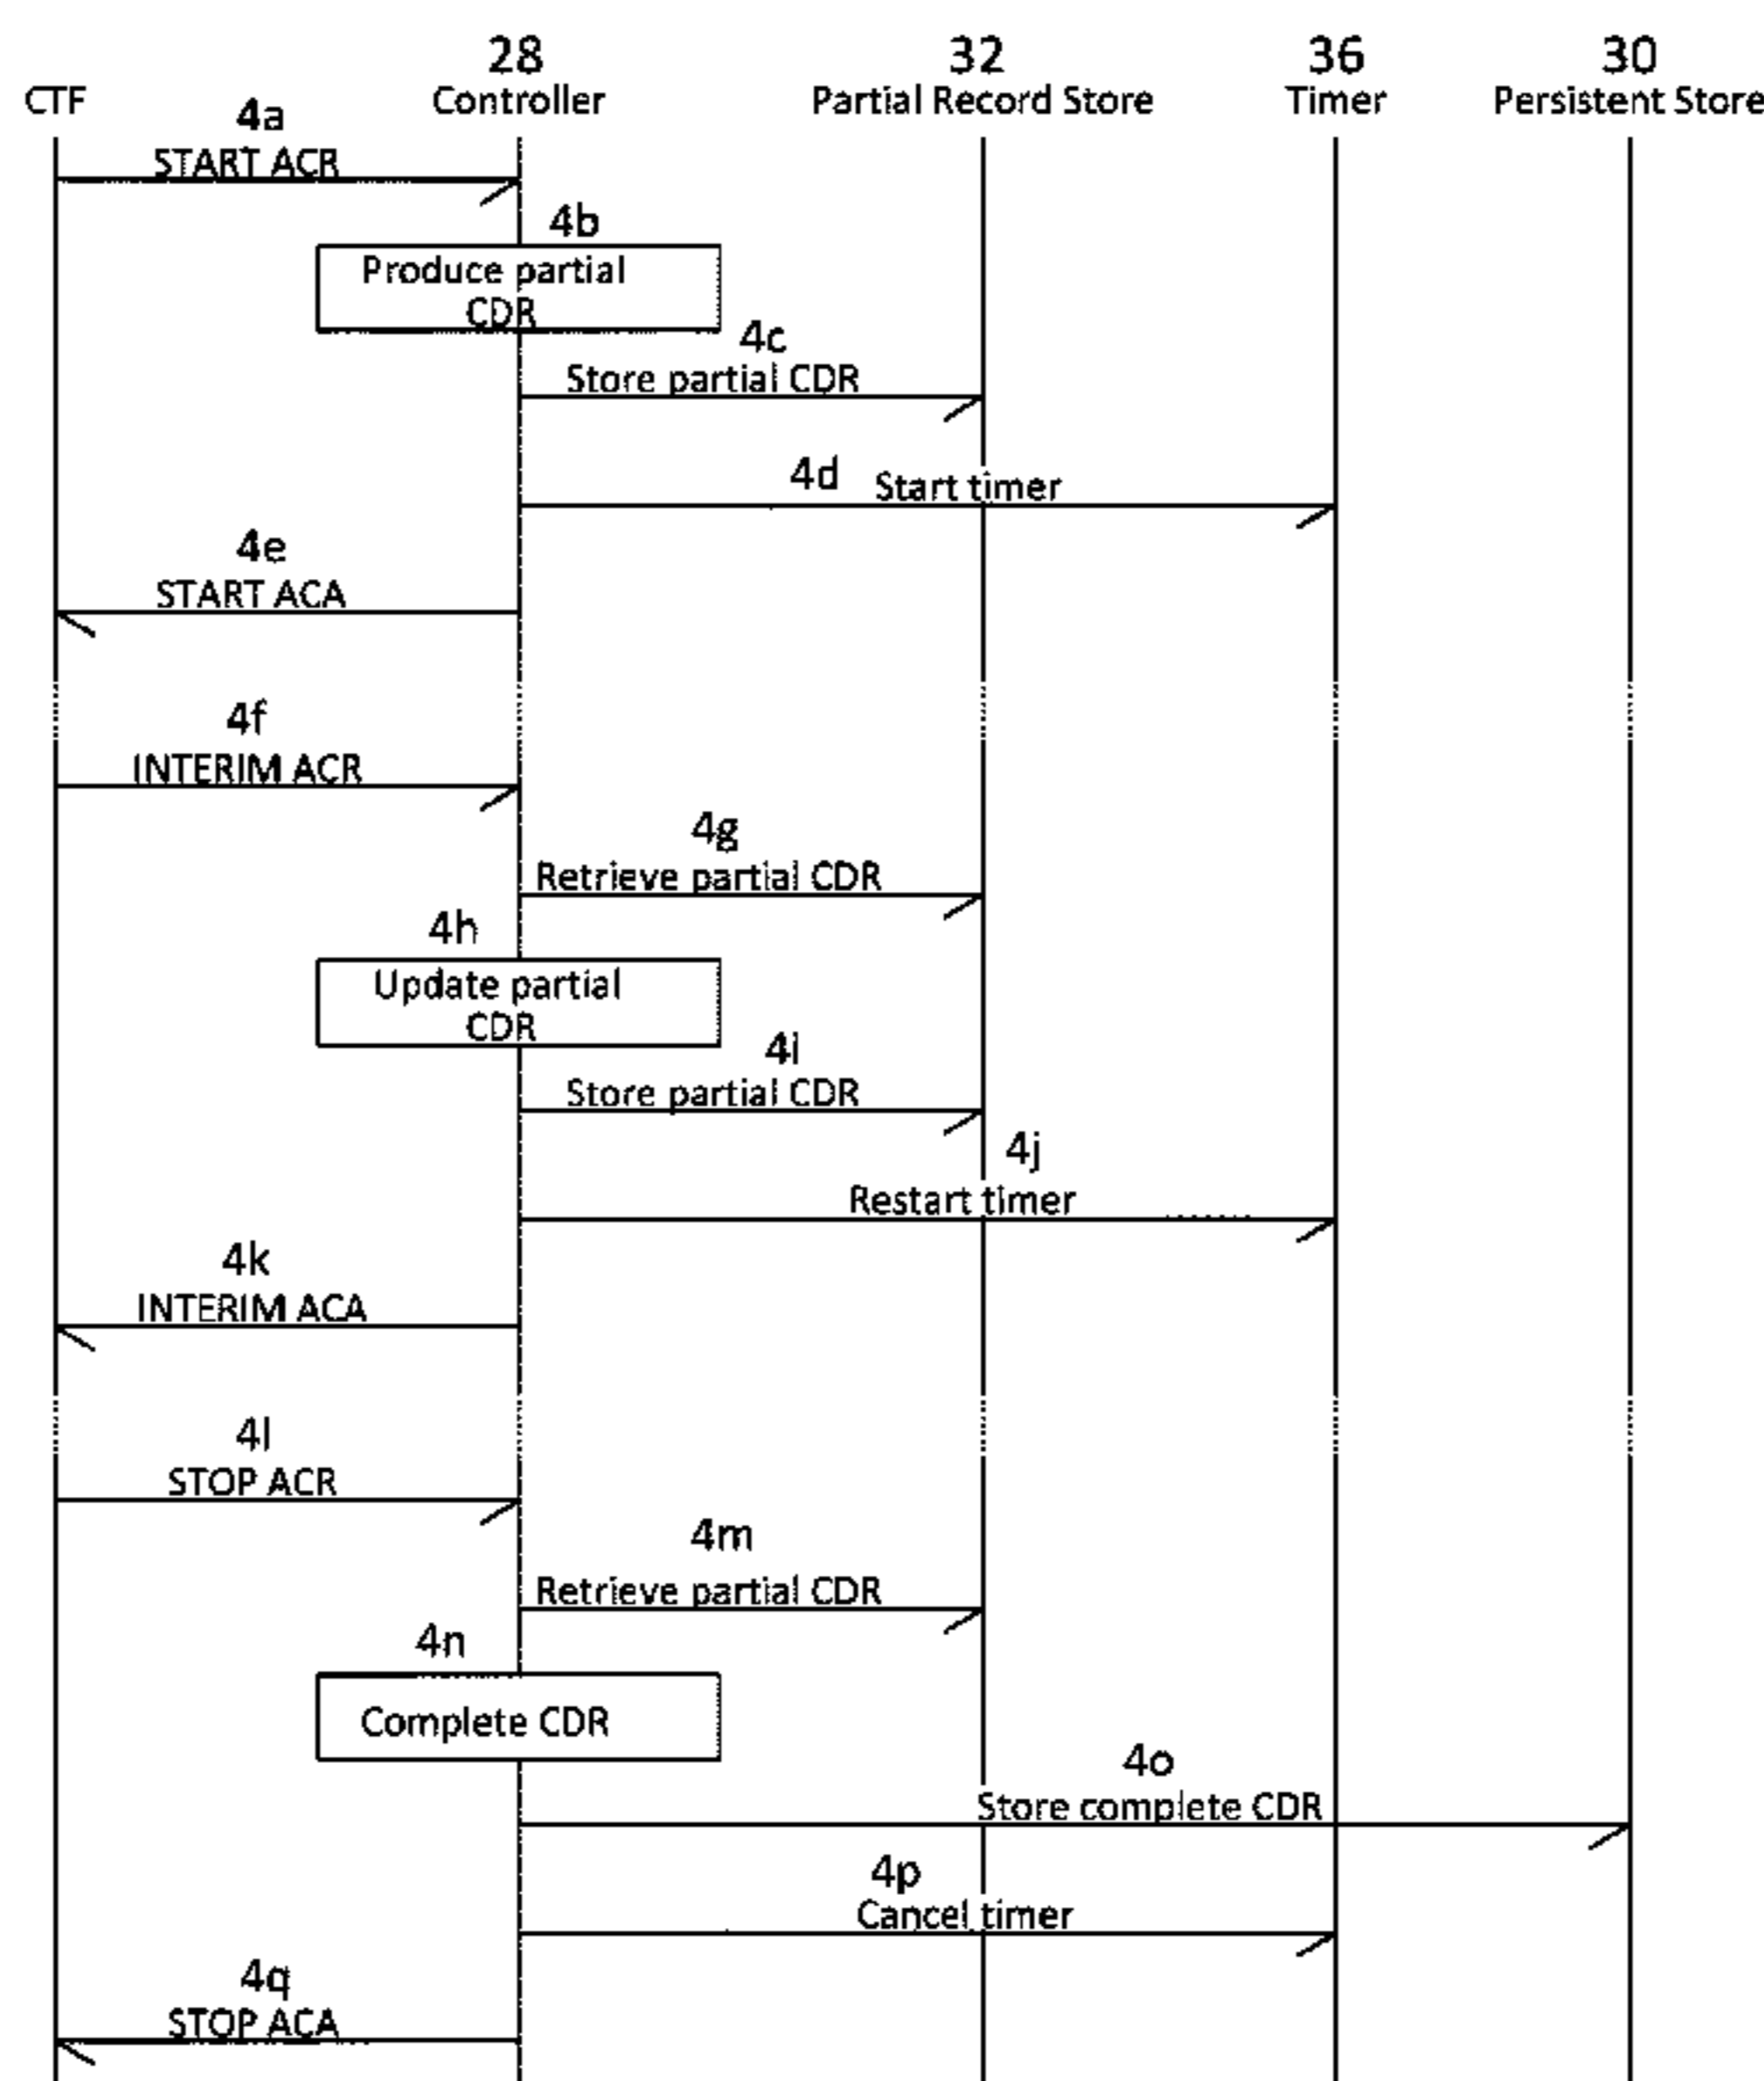 28
32
36
30
CTF
Controller
Partial Record Store
Timer
Persistent Store
4a
START ACR
4b
Produce partial
CDR
4c
Store partial CDR
4d
Start timer
4e
START ACA
4f
INTERIM ACR
4g
Retrieve partial CDR
4h
Update partial
CDR
4i
Store partial CDR
4j
Restart timer
4k
INTERIM ACA
4l
STOP ACR
4m
Retrieve partial CDR
4n
Complete CDR
4o
Store complete CDR
4p
Cancel timer
4q
STOP ACA